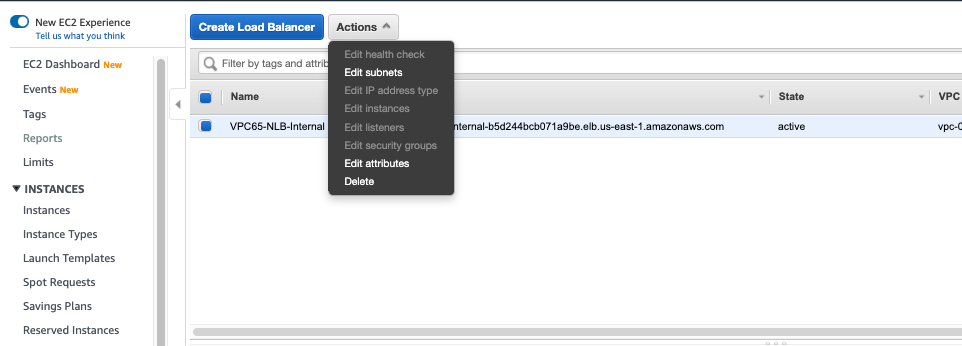 New EC2 Experience
Tell us what you think
EC2 Dashboard New
Events New
Tags
Reports
Limits
INSTANCES
Instances
Instance Types
Launch Templates
Spot Requests
Savings Plans
Reserved Instances
Create Load Balancer
Actions
Edit health check
Edit subnets
Edit IP address type
Edit instances
Edit listeners
Edit security groups
Edit attributes
Delete
Filter by tags and attrib
Name
State
VPC
VPC65-NLB-Internal
nternal-b5d244bcb071a9be.elb.us-east-1.amazonaws.com
active
vpc-0